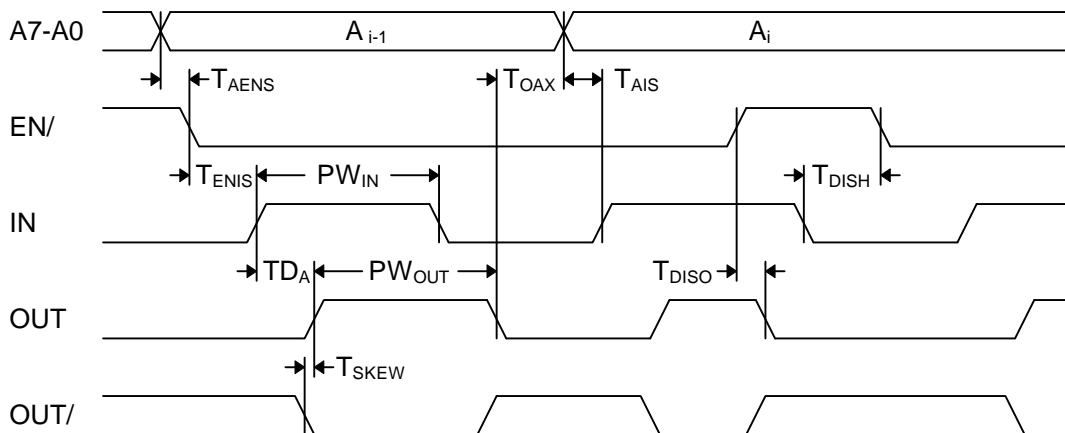 A7-A0 A i-1 Ai
TAENS TOAX TAIS
EN/
TENIS PWIN TDISH
IN
TDA PWOUT TDISO
OUT
TSKEW
OUT/